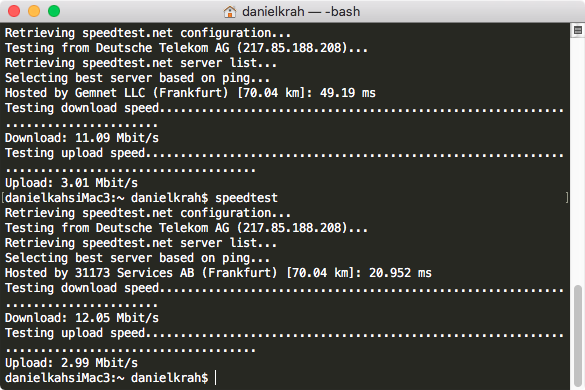 danielkrah — -bash
Retrieving speedtest.net configuration...
Testing from Deutsche Telekom AG (217.85.188.208)...
Retrieving speedtest.net server list...
Selecting best server based on ping...
Hosted by Gemnet LLC (Frankfurt) [70.04 km]: 49.19 ms
Testing download speed........................................................
......................
Download: 11.09 Mbit/s
Testing upload speed..........................................................
....................................
Upload: 3.01 Mbit/s
[danielkahsiMac3:~ danielkrah$ speedtest ]
Retrieving speedtest.net configuration...
Testing from Deutsche Telekom AG (217.85.188.208)...
Retrieving speedtest.net server list...
Selecting best server based on ping...
Hosted by 31173 Services AB (Frankfurt) [70.04 km]: 20.952 ms
Testing download speed........................................................
......................
Download: 12.05 Mbit/s
Testing upload speed..........................................................
....................................
Upload: 2.99 Mbit/s
danielkahsiMac3:~ danielkrah$